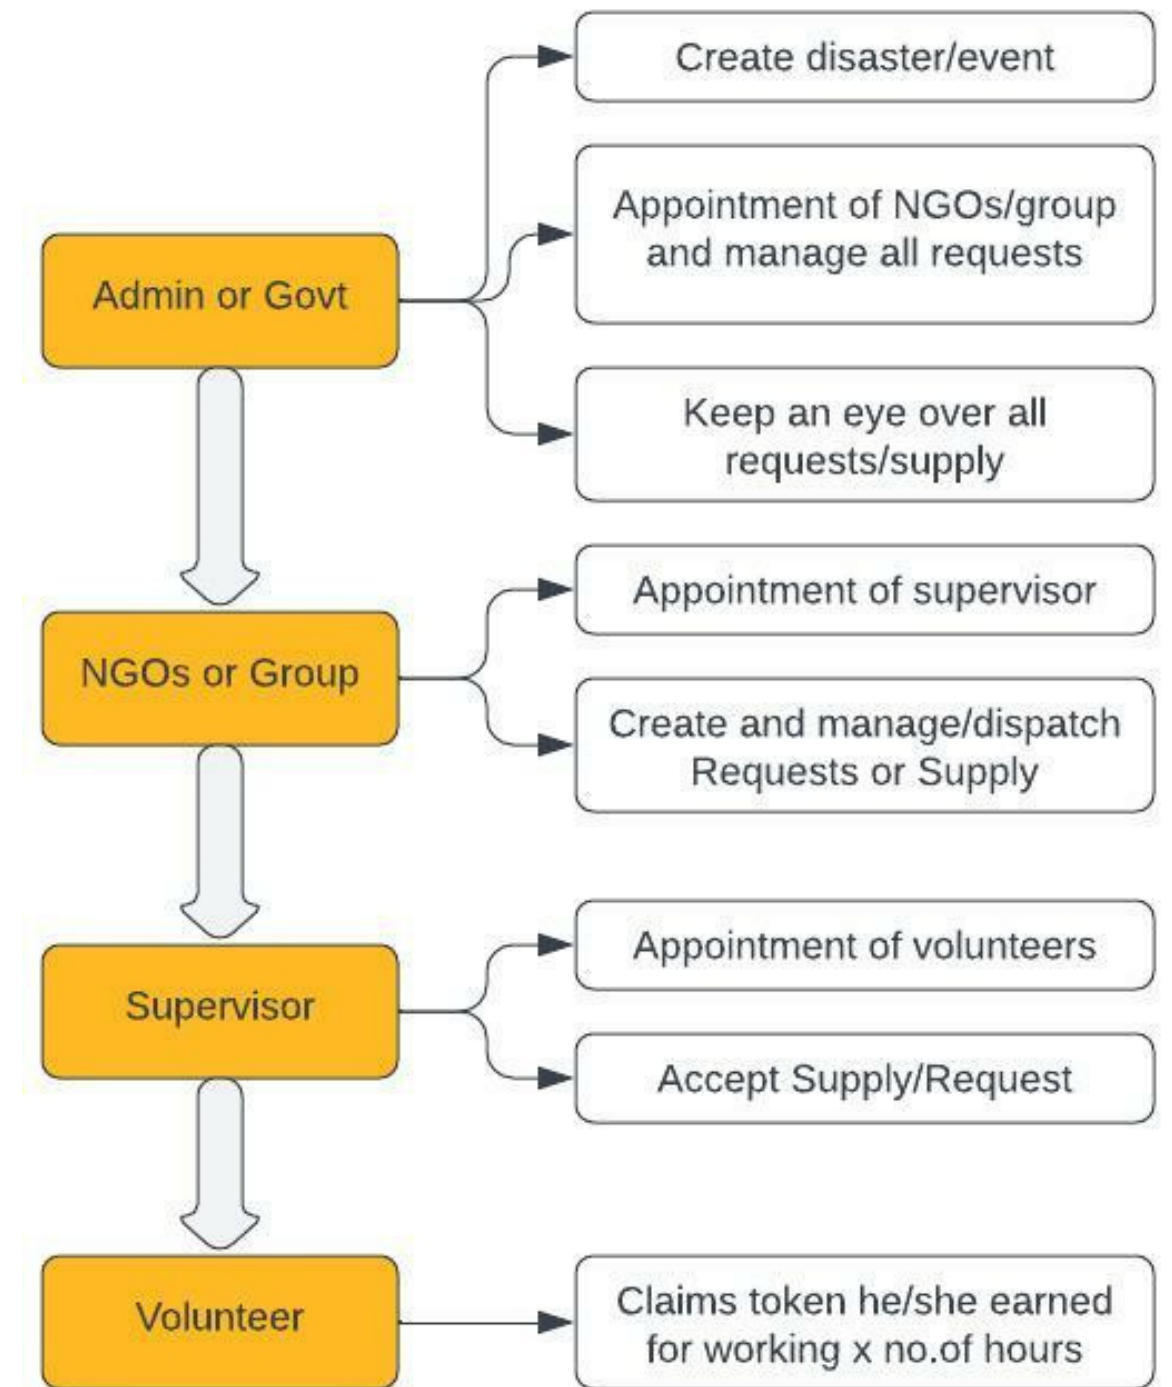 Create disaster/event
Appointment of NGOs/group
and manage all requests
Admin or Govt
Keep an eye over all
requests/supply
Appointment of supervisor
NGOs or Group
Create and manage/dispatch
Requests or Supply
Appointment of volunteers
Supervisor
Accept Supply/Request
Volunteer
Claims token he/she earned
for working x no.of hours